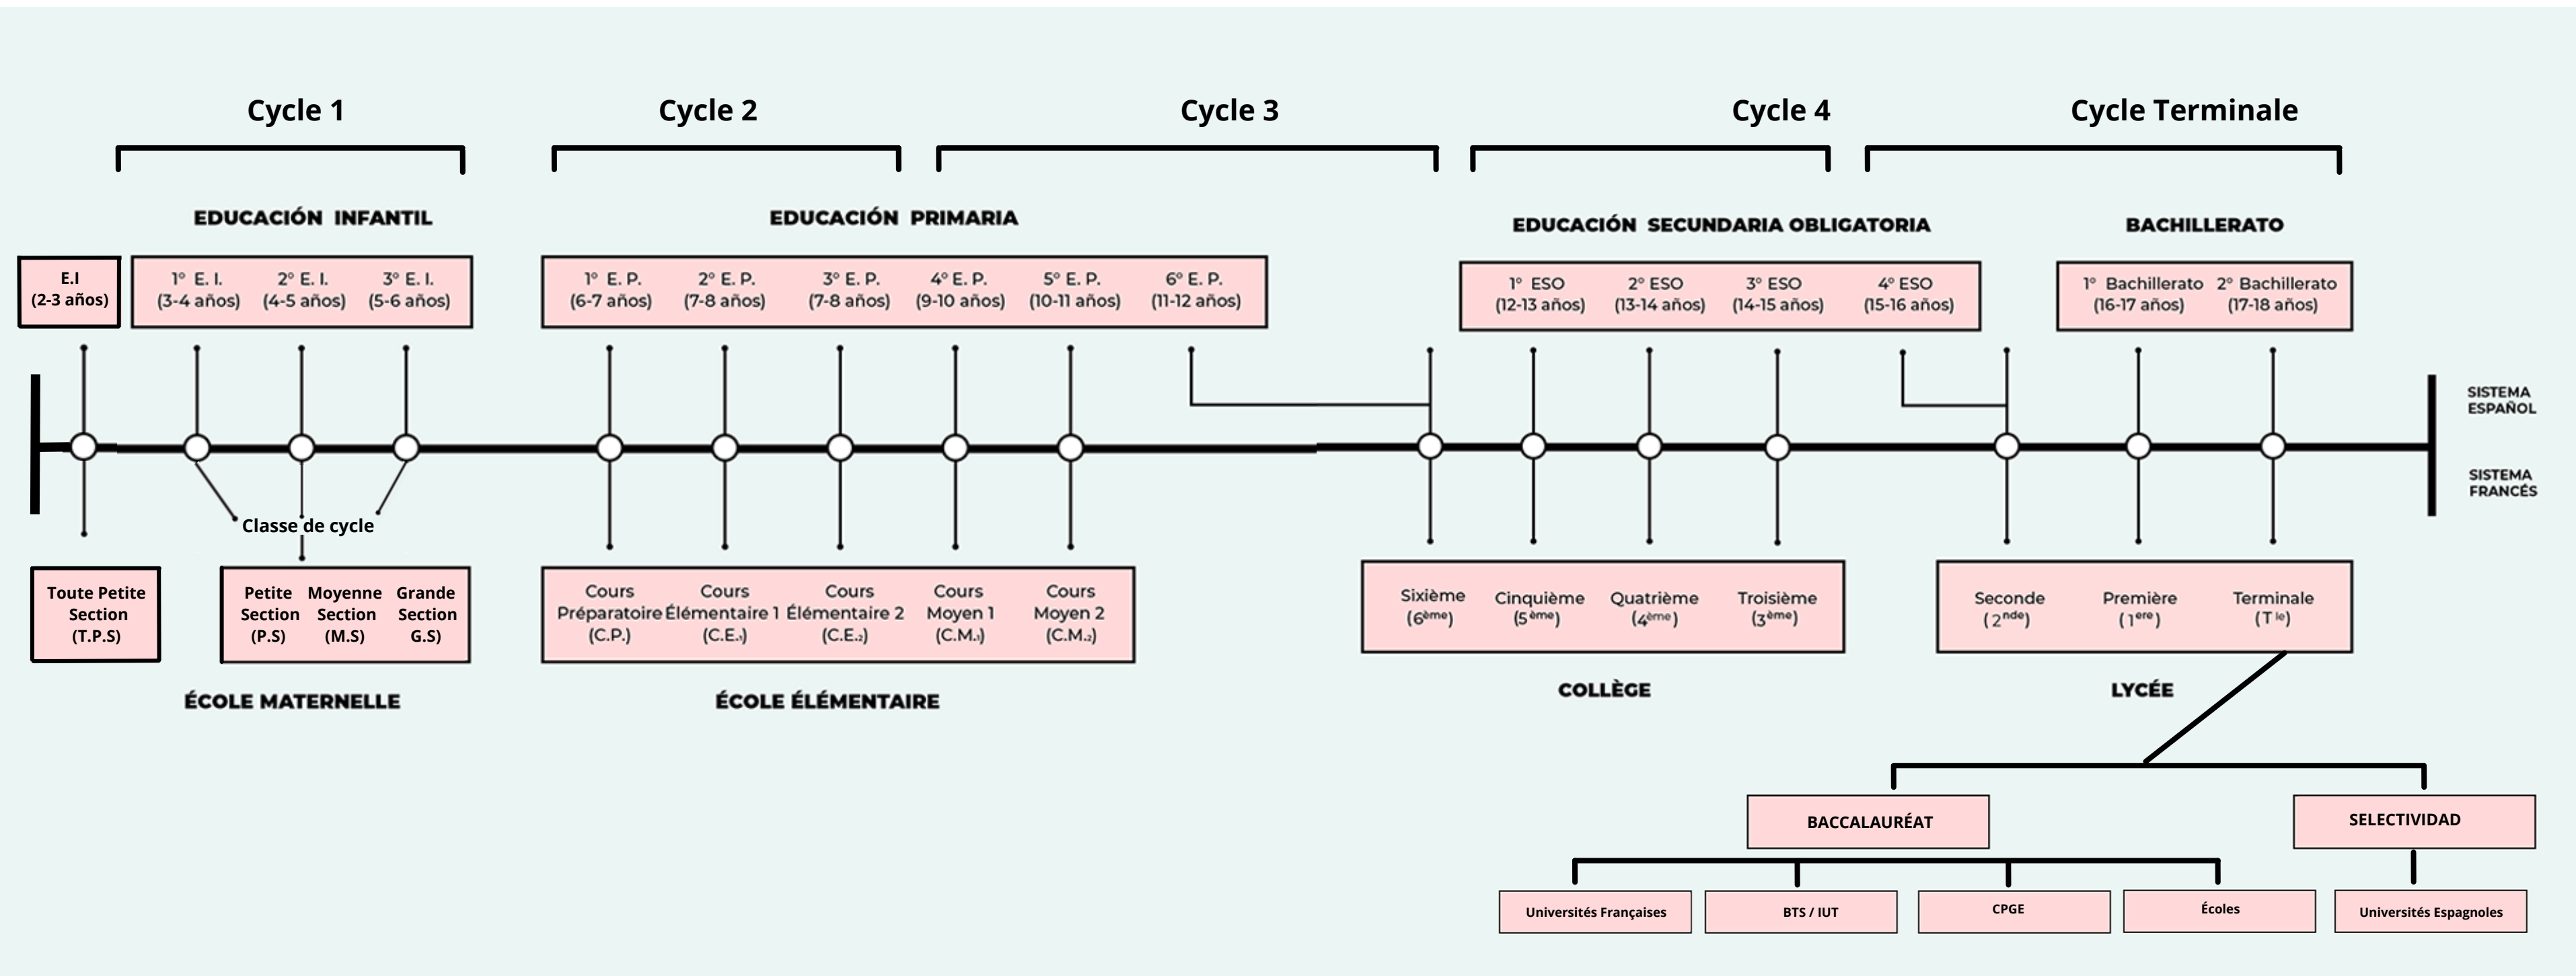 Cycle 1
Cycle 2
Cycle 3
Cycle 4
Cycle Terminale
EDUCACIÓN INFANTIL
EDUCACIÓN PRIMARIA
EDUCACIÓN SECUNDARIA OBLIGATORIA
BACHILLERATO
E.I
(2-3 años)
1º E. I.
(3-4 años)
2º E. I.
(4-5 años)
3º E. I.
(5-6 años)
1º E. P.
(6-7 años)
2º E. P.
(7-8 años)
3º E. P.
(7-8 años)
4º E. P.
(9-10 años)
5º E. P.
(10-11 años)
6º E. P.
(11-12 años)
1º ESO
(12-13 años)
2º ESO
(13-14 años)
3º ESO
(14-15 años)
4º ESO
(15-16 años)
1º Bachillerato
(16-17 años)
2º Bachillerato
(17-18 años)
SISTEMA
ESPAÑOL
SISTEMA
FRANCÉS
Classe de cycle
Toute Petite
Section
(T.P.S)
Petite
Section
(P.S)
Moyenne
Section
(M.S)
Grande
Section
G.S)
Cours
Préparatoire
(C.P.)
Cours
Élémentaire 1
(C.E.1)
Cours
Élémentaire 2
(C.E.2)
Cours
Moyen 1
(C.M.1)
Cours
Moyen 2
(C.M.2)
Sixième
(6ème)
Cinquième
(5ème)
Quatrième
(4ème)
Troisième
(3ème)
Seconde
(2nde)
Première
(1ere)
Terminale
(T le)
ÉCOLE MATERNELLE
ÉCOLE ÉLÉMENTAIRE
COLLÈGE
LYCÉE
BACCALAURÉAT
SELECTIVIDAD
Universités Françaises
BTS / IUT
CPGE
Écoles
Universités Espagnoles